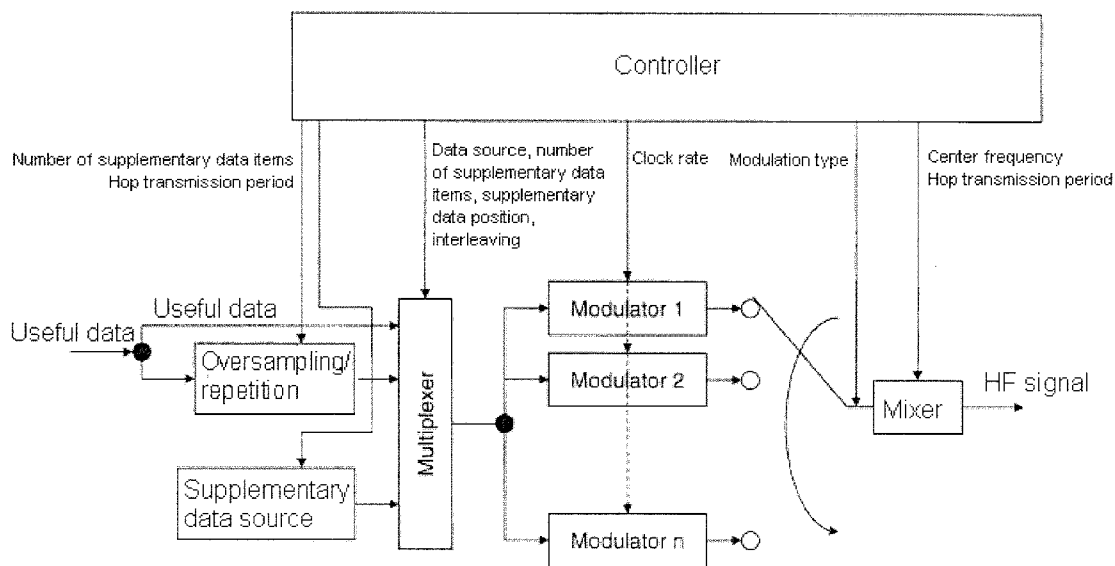 Controller
Number of supplementary data items
Hop transmission period
Data source, number
of supplementary data
items, supplementary
data position,
interleaving
Clock rate
Modulation type
Center frequency
Hop transmission period
Useful data
Useful data
Oversampling/
repetition
Supplementary
data source
Multiplexer
Modulator 1
Modulator 2
Modulator n
Mixer
HF signal